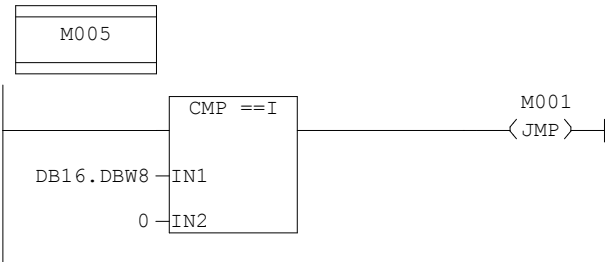 M005
CMP ==I
M001
JMP
DB16.DBW8 IN1
0 IN2